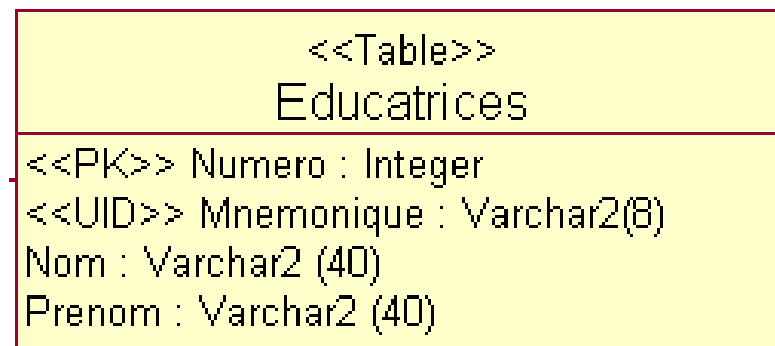 <<Table>>
Educatrices
<<PK>> Numero : Integer
<<UID>> Mnemonique : Varchar2(8)
Nom : Varchar2 (40)
Prenom : Varchar2 (40)